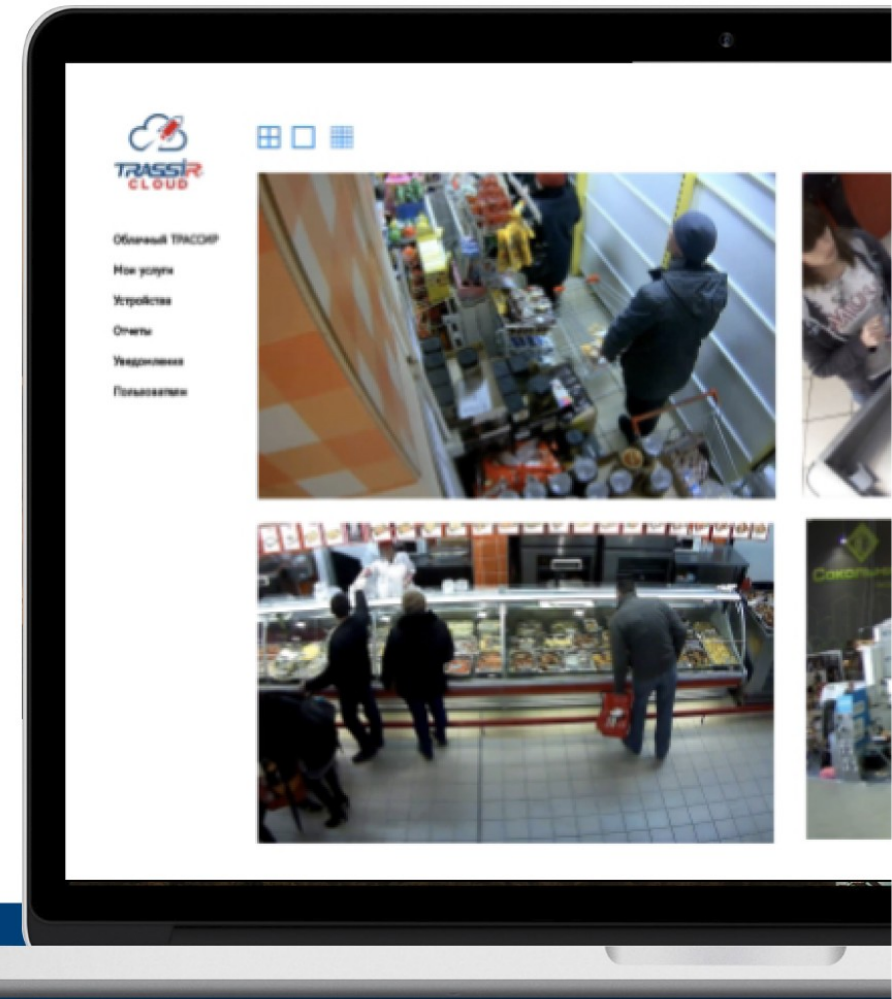 TRASSIR
CLOUD
Облачный ТРАССИР
Мои услуги
Устройства
Отчеты
Уведомления
Пользователи